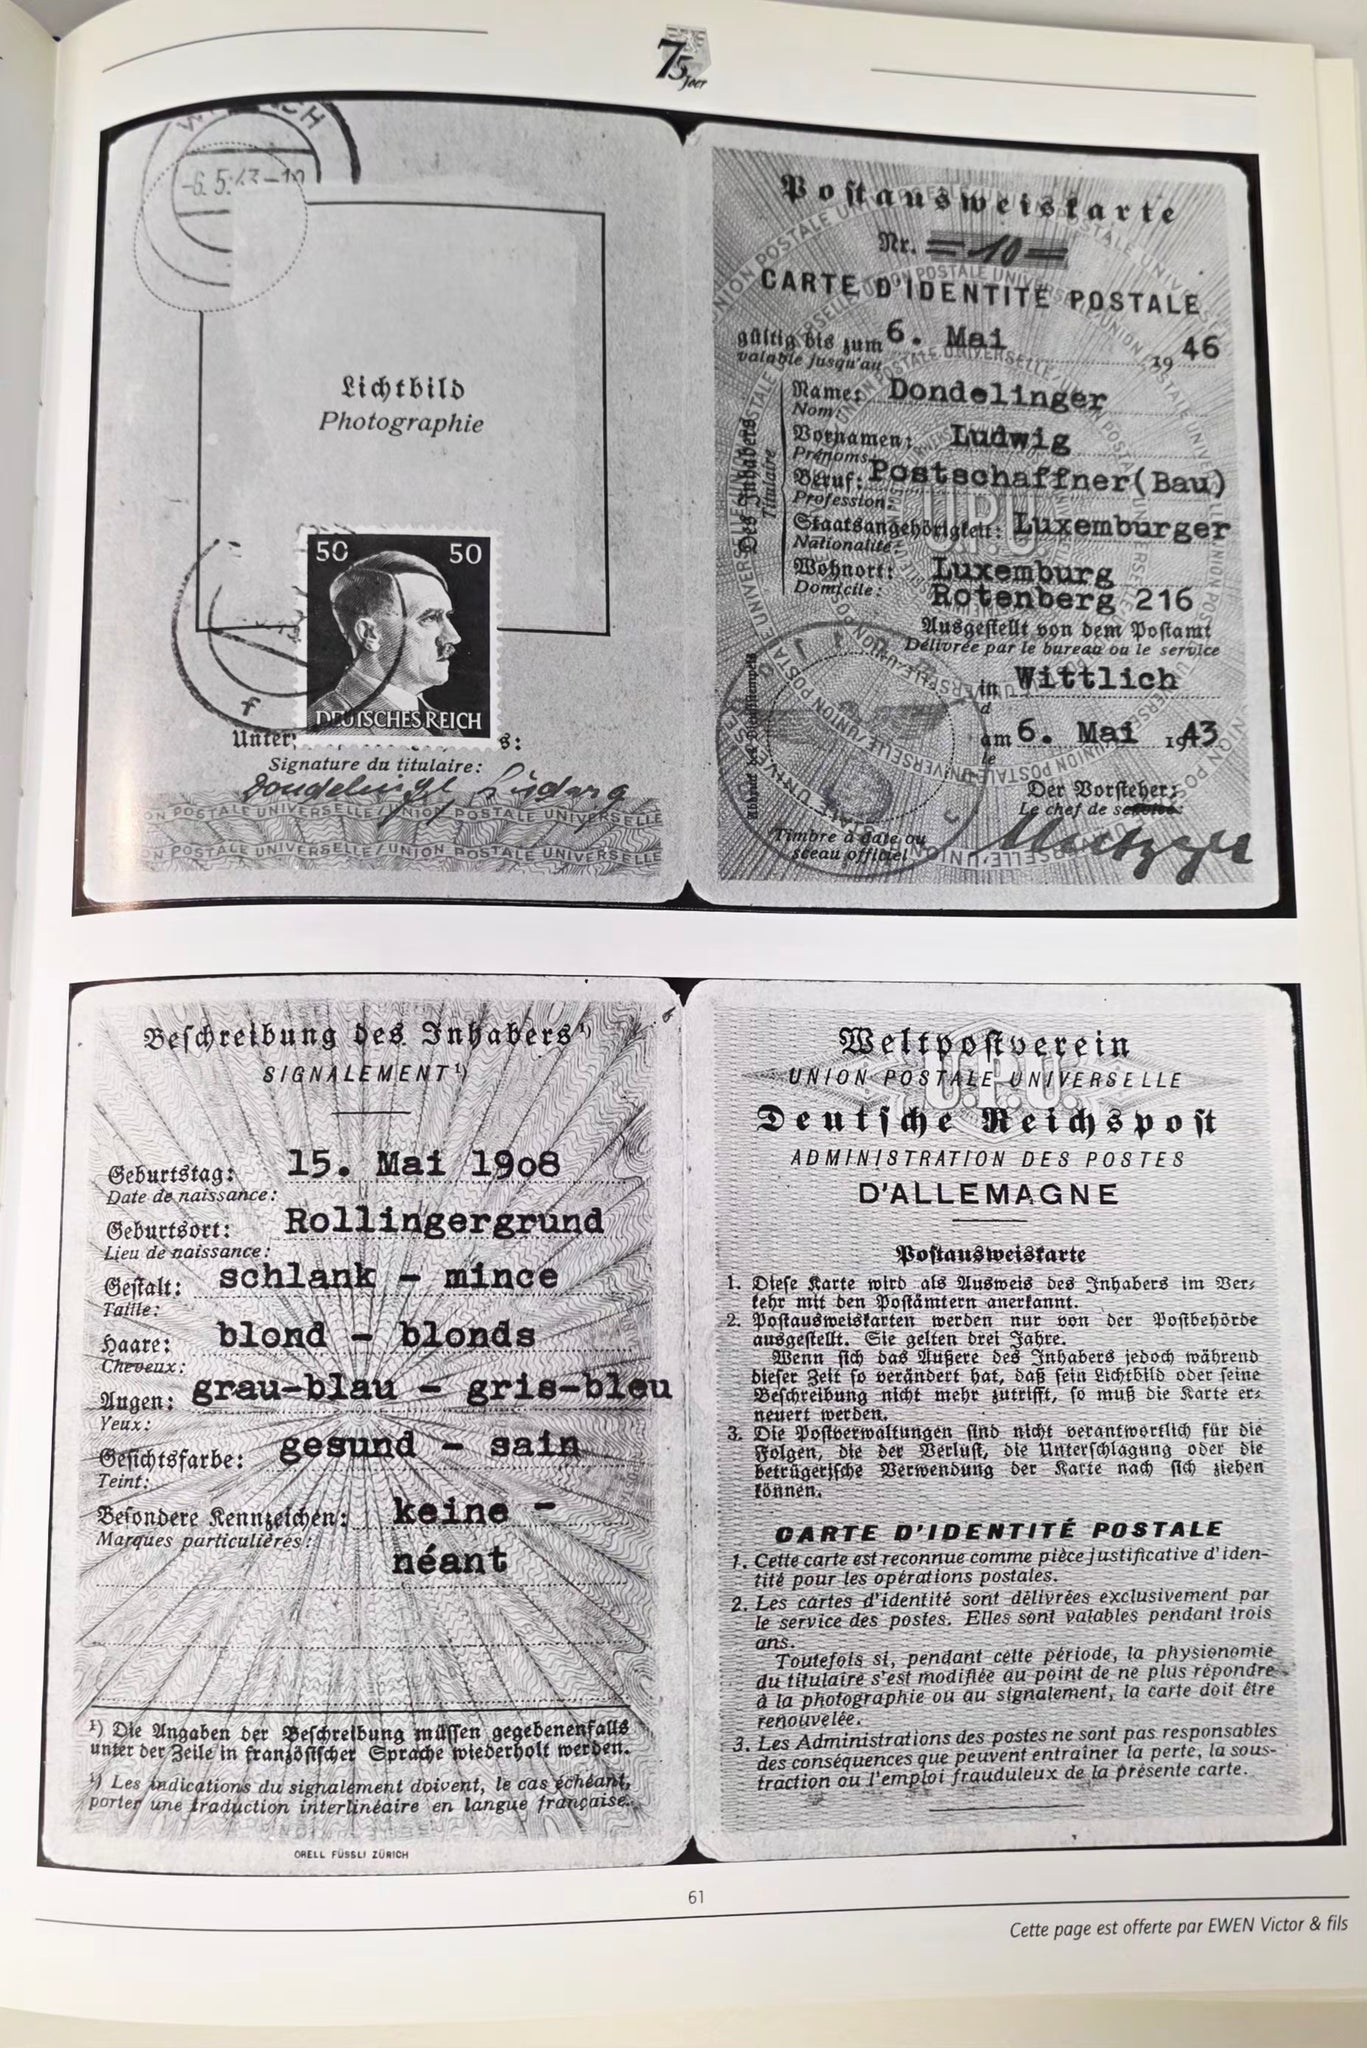 75
Joer
-6.5.43-10
Lichtbild
Photographie
50 50
DEUTSCHES REICH
f
Unter
s:
Signature du titulaire:
Dondelinger Ludwig
ON POSTALE UNIVERSELLE/UNION POSTALE UNIVERSELLE
ON POSTALE UNIVERSELLE/UNION POSTALE UNIVERSELLE
Postausweiskarte
Nr. =10=
CARTE D'IDENTITÉ POSTALE
gültig bis zum 6. Mai 1946
valable jusqu'au
Des Inhabers
Titulaire
Name: Dondelinger
Nom:
Vornamen: Ludwig
Prénoms
Beruf: Postschaffner(Bau)
Profession
Staatsangehörigkeit: Luxemburger
Nationalité:
Wohnort: Luxemburg
Domicile: Rotenberg 216
U.P.U.
Ausgestellt von dem Postamt
Délivrée par le bureau ou le service
in Wittlich
d
am 6. Mai 1943
le
Abdruck des Dienststempels
Timbre à date ou
sceau officiel
Der Vorsteher:
Le chef de service:
Beschreibung des Inhabers¹)
SIGNALEMENT¹)
Geburtstag: 15. Mai 1908
Date de naissance:
Geburtsort: Rollingergrund
Lieu de naissance:
Gestalt: schlank - mince
Taille:
Haare: blond - blonds
Cheveux:
Augen: grau-blau - gris-bleu
Yeux:
Gesichtsfarbe: gesund - sain
Teint:
Besondere Kennzeichen: keine -
Marques particulières: néant
¹) Die Angaben der Beschreibung müssen gegebenenfalls
unter der Zeile in französischer Sprache wiederholt werden.
¹) Les indications du signalement doivent, le cas échéant,
porter une traduction interlinéaire en langue française.
ORELL FÜSSLI ZÜRICH
Weltpostverein
UNION POSTALE UNIVERSELLE
U.P.U.
Deutsche Reichspost
ADMINISTRATION DES POSTES
D'ALLEMAGNE
Postausweiskarte
1. Diese Karte wird als Ausweis des Inhabers im Ver-
kehr mit den Postämtern anerkannt.
2. Postausweiskarten werden nur von der Postbehörde
ausgestellt. Sie gelten drei Jahre.
Wenn sich das Äußere des Inhabers jedoch während
dieser Zeit so verändert hat, daß sein Lichtbild oder seine
Beschreibung nicht mehr zutrifft, so muß die Karte er-
neuert werden.
3. Die Postverwaltungen sind nicht verantwortlich für die
Folgen, die der Verlust, die Unterschlagung oder die
betrügerische Verwendung der Karte nach sich ziehen
können.
CARTE D'IDENTITÉ POSTALE
1. Cette carte est reconnue comme pièce justificative d'iden-
tité pour les opérations postales.
2. Les cartes d'identité sont délivrées exclusivement par
le service des postes. Elles sont valables pendant trois
ans.
Toutefois si, pendant cette période, la physionomie
du titulaire s'est modifiée au point de ne plus répondre
à la photographie ou au signalement, la carte doit être
renouvelée.
3. Les Administrations des postes ne sont pas responsables
des conséquences que peuvent entraîner la perte, la sous-
traction ou l'emploi frauduleux de la présente carte.
61
Cette page est offerte par EWEN Victor & fils